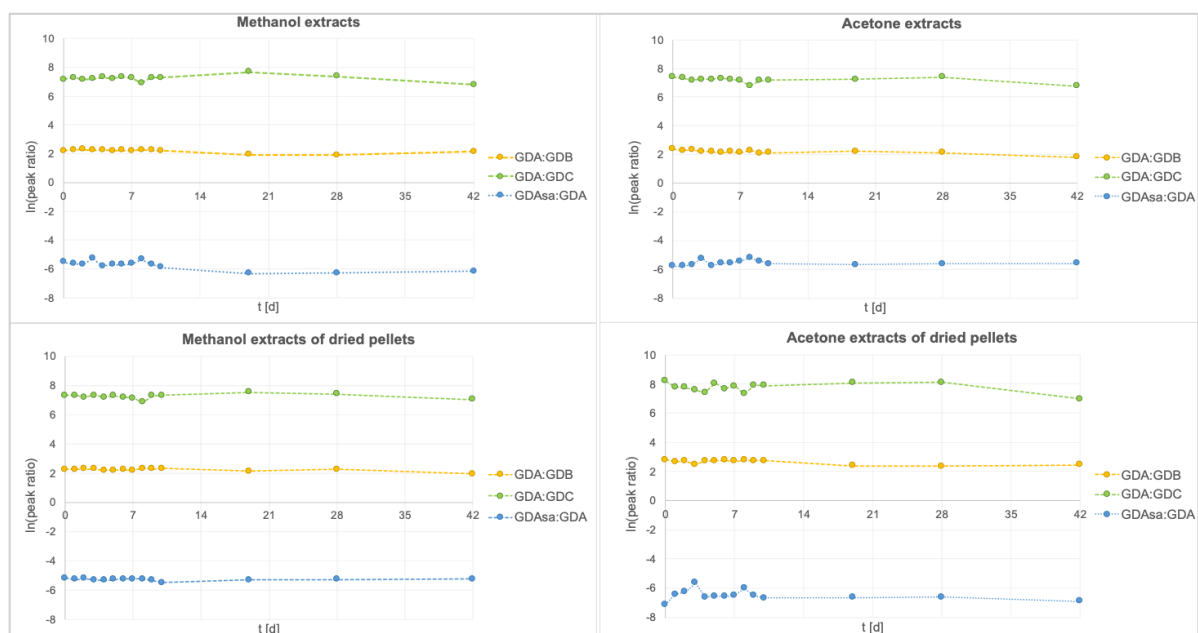 Methanol extracts
10
8
6
4
2
0
-2
-4
-6
-8
0 7 14 21 28 35 42
ln(peak ratio)
t [d]
GDA:GDB
GDA:GDC
GDAsa:GDA
Acetone extracts
10
8
6
4
2
0
-2
-4
-6
-8
0 7 14 21 28 35 42
ln(peak ratio)
t [d]
GDA:GDB
GDA:GDC
GDAsa:GDA
Methanol extracts of dried pellets
10
8
6
4
2
0
-2
-4
-6
-8
0 7 14 21 28 35 42
ln(peak ratio)
t [d]
GDA:GDB
GDA:GDC
GDAsa:GDA
Acetone extracts of dried pellets
10
8
6
4
2
0
-2
-4
-6
-8
0 7 14 21 28 35 42
ln(peak ratio)
t [d]
GDA:GDB
GDA:GDC
GDAsa:GDA